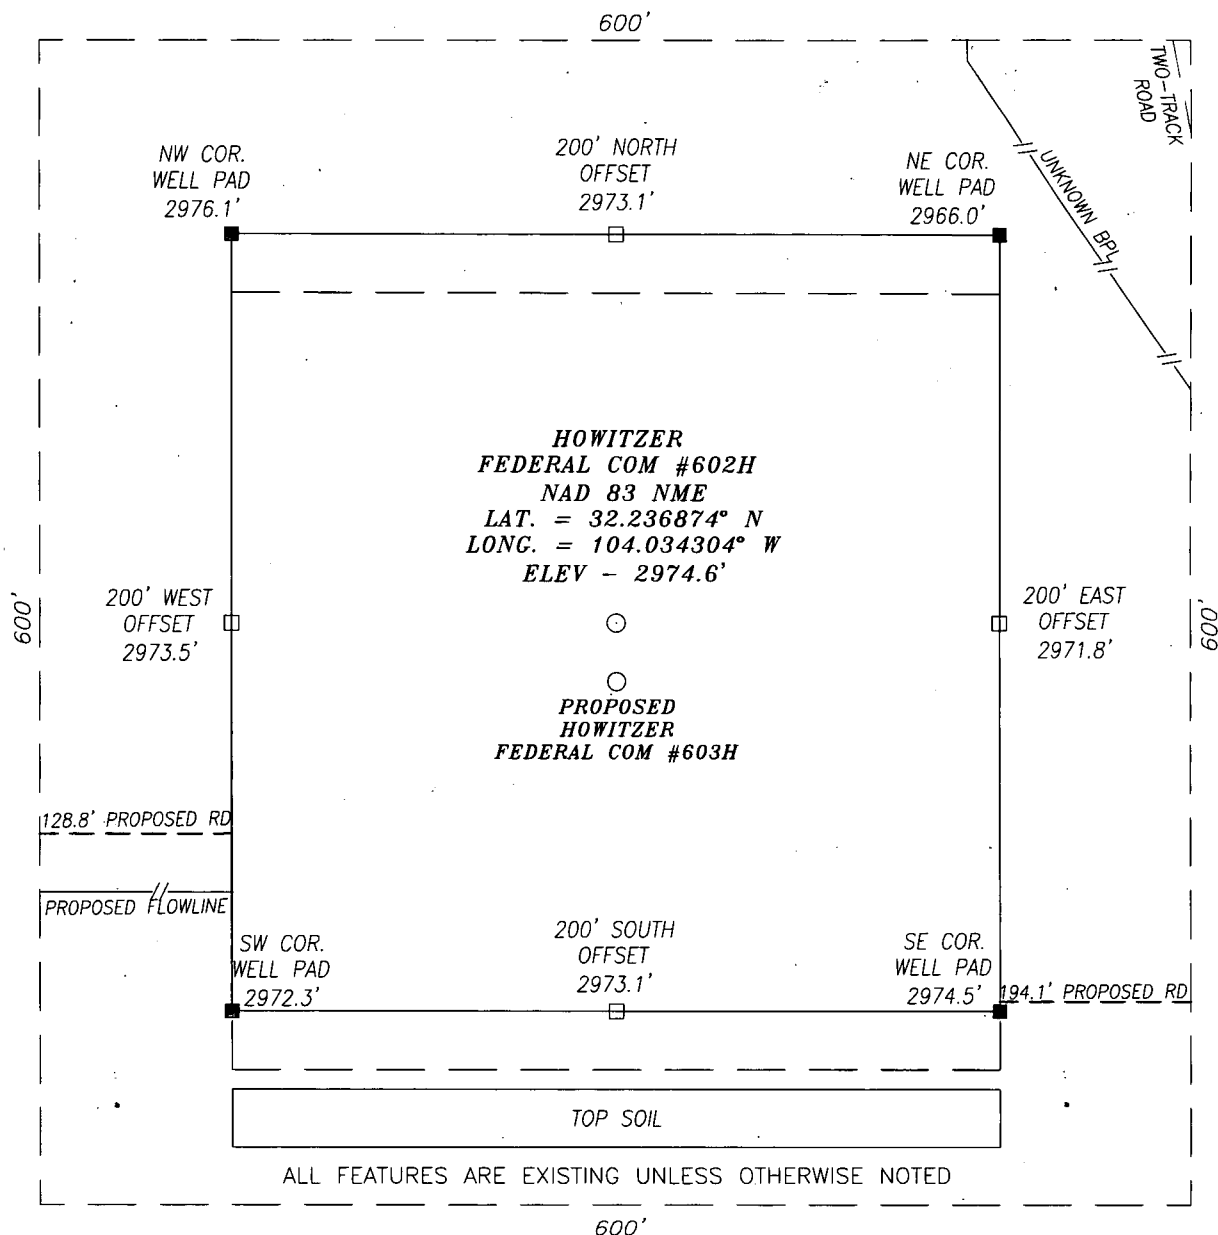 600'
TWO-TRACK
ROAD
NW COR.
WELL PAD
2976.1'
200' NORTH
OFFSET
2973.1'
NE COR.
WELL PAD
2966.0'
UNKNOWN BPL
HOWITZER
FEDERAL COM #602H
NAD 83 NME
LAT. = 32.236874° N
LONG. = 104.034304° W
ELEV - 2974.6'
600'
200' WEST
OFFSET
2973.5'
200' EAST
OFFSET
2971.8'
600'
PROPOSED
HOWITZER
FEDERAL COM #603H
128.8' PROPOSED RD
PROPOSED FLOWLINE
SW COR.
WELL PAD
2972.3'
200' SOUTH
OFFSET
2973.1'
SE COR.
WELL PAD
2974.5'
194.1' PROPOSED RD
TOP SOIL
ALL FEATURES ARE EXISTING UNLESS OTHERWISE NOTED
600'